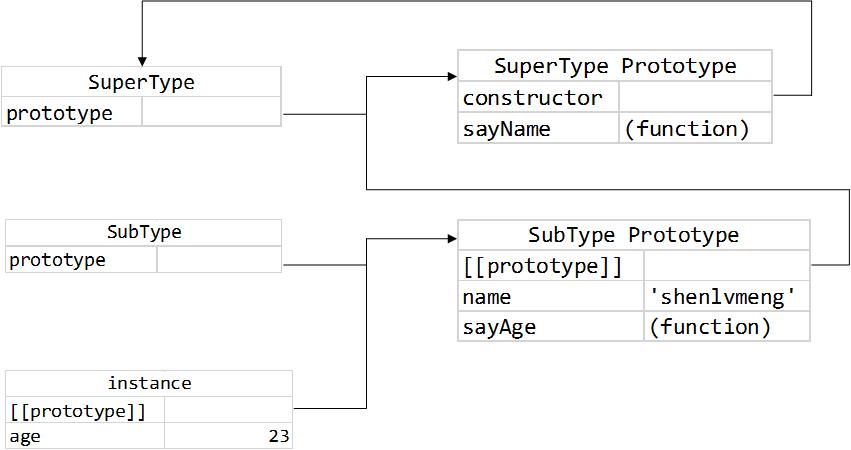 SuperType
prototype
SuperType Prototype
constructor
sayName (function)
SubType
prototype
SubType Prototype
[[prototype]]
name 'shenlvmeng'
sayAge (function)
instance
[[prototype]]
age 23